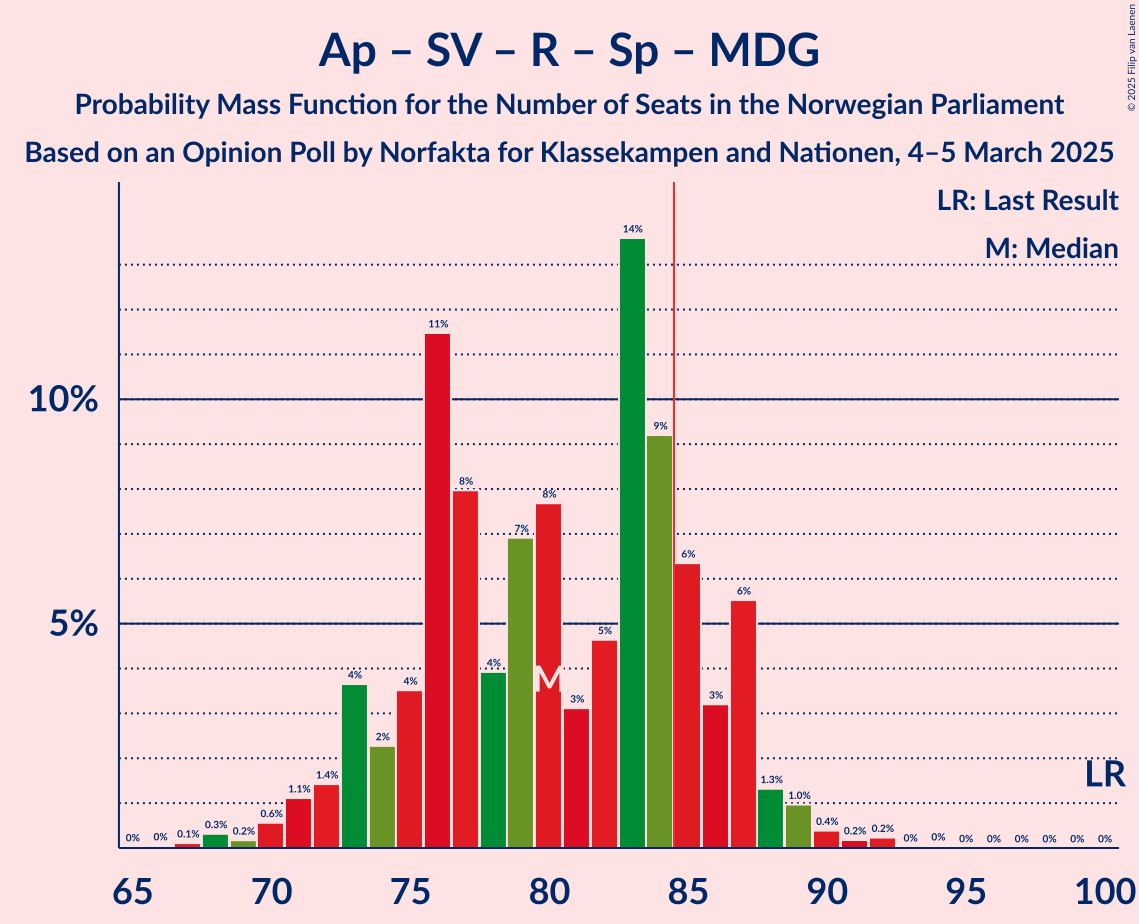 Ap – SV – R – Sp – MDG
Probability Mass Function for the Number of Seats in the Norwegian Parliament
Based on an Opinion Poll by Norfakta for Klassekampen and Nationen, 4–5 March 2025
© 2025 Filip van Laenen
LR: Last Result
M: Median
10%
5%
0% 0% 0.1% 0.3% 0.2% 0.6% 1.1% 1.4% 4% 2% 4% 11% 8% 4% 7% 8% 3% 5% 14% 9% 6% 3% 6% 1.3% 1.0% 0.4% 0.2% 0.2% 0% 0% 0% 0% 0% 0% 0% 0%
M
LR
65 70 75 80 85 90 95 100